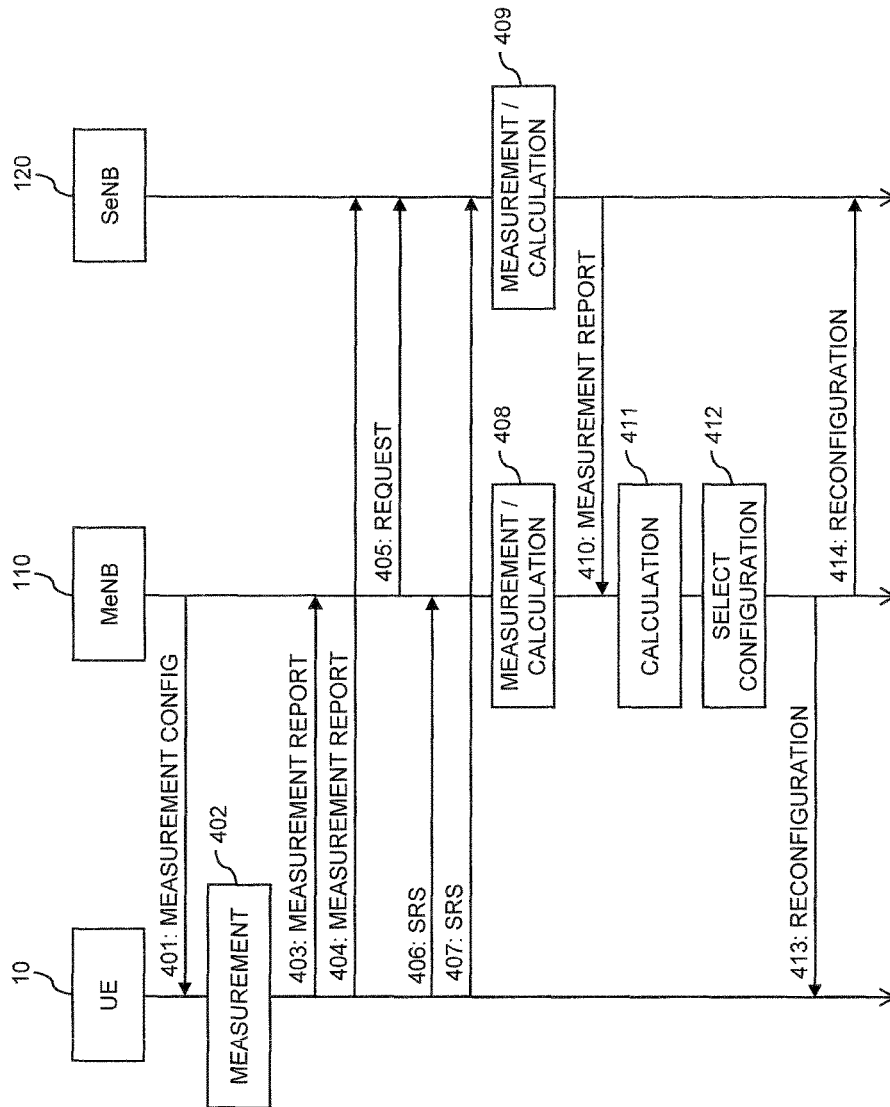 10
UE
110
MeNB
120
SeNB
401: MEASUREMENT CONFIG
402
MEASUREMENT
403: MEASUREMENT REPORT
404: MEASUREMENT REPORT
405: REQUEST
406: SRS
407: SRS
408
MEASUREMENT /
CALCULATION
409
MEASUREMENT /
CALCULATION
410: MEASUREMENT REPORT
411
CALCULATION
412
SELECT
CONFIGURATION
413: RECONFIGURATION
414: RECONFIGURATION